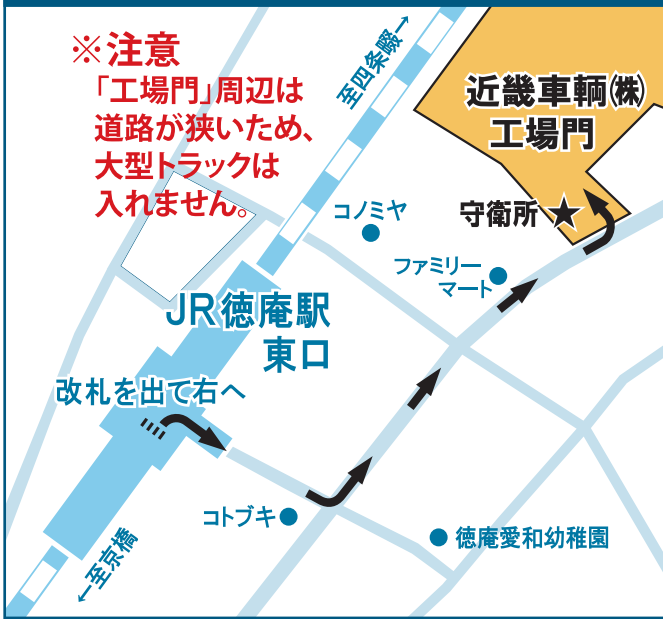 ※注意
「工場門」周辺は
道路が狭いため、
大型トラックは
入れません。
至四条畷→
近畿車輌㈱
工場門
守衛所★
コノミヤ
ファミリー
マート
JR徳庵駅
東口
改札を出て右へ
コトブキ
徳庵愛和幼稚園
←至京橋